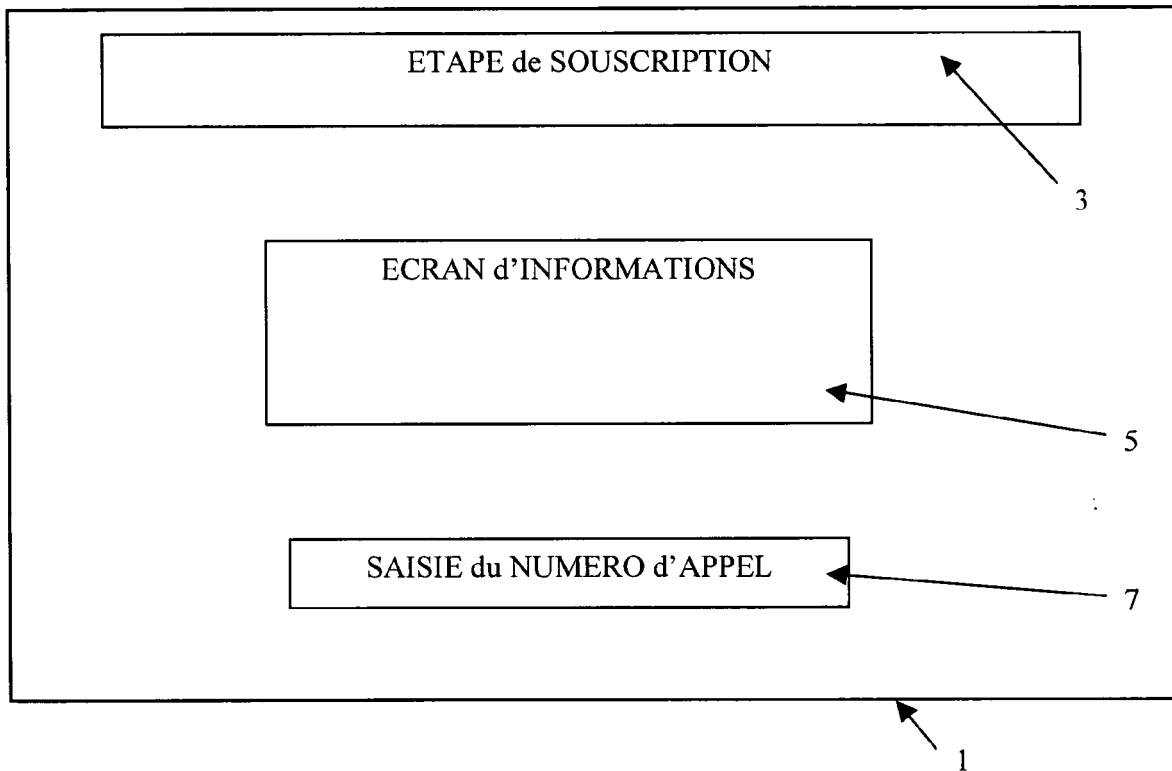 ETAPE de SOUSCRIPTION
3
ECRAN d'INFORMATIONS
5
SAISIE du NUMERO d'APPEL
7
1